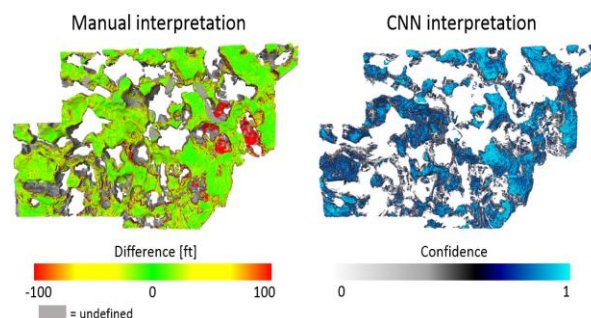 Manual interpretation
CNN interpretation
Difference [ft]
-100 0 100
= undefined
Confidence
0 1